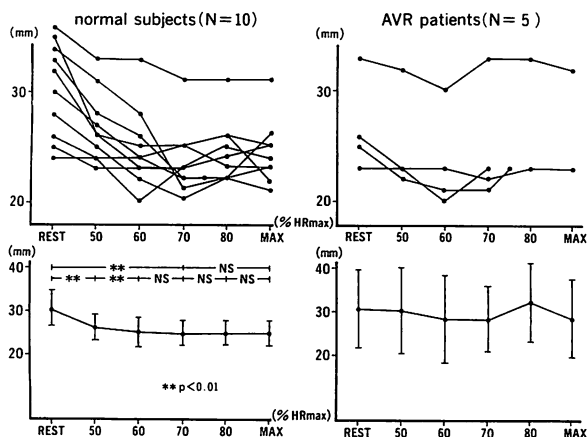 normal subjects (N=10)
AVR patients (N = 5)
(mm)
30
20
REST 50 60 70 80 MAX
(% HRmax)
(mm)
30
20
REST 50 60 70 80 MAX
(mm)
40
30
20
** NS
** ** NS NS NS
** p<0.01
REST 50 60 70 80 MAX
(% HRmax)
(mm)
40
30
20
REST 50 60 70 80 MAX